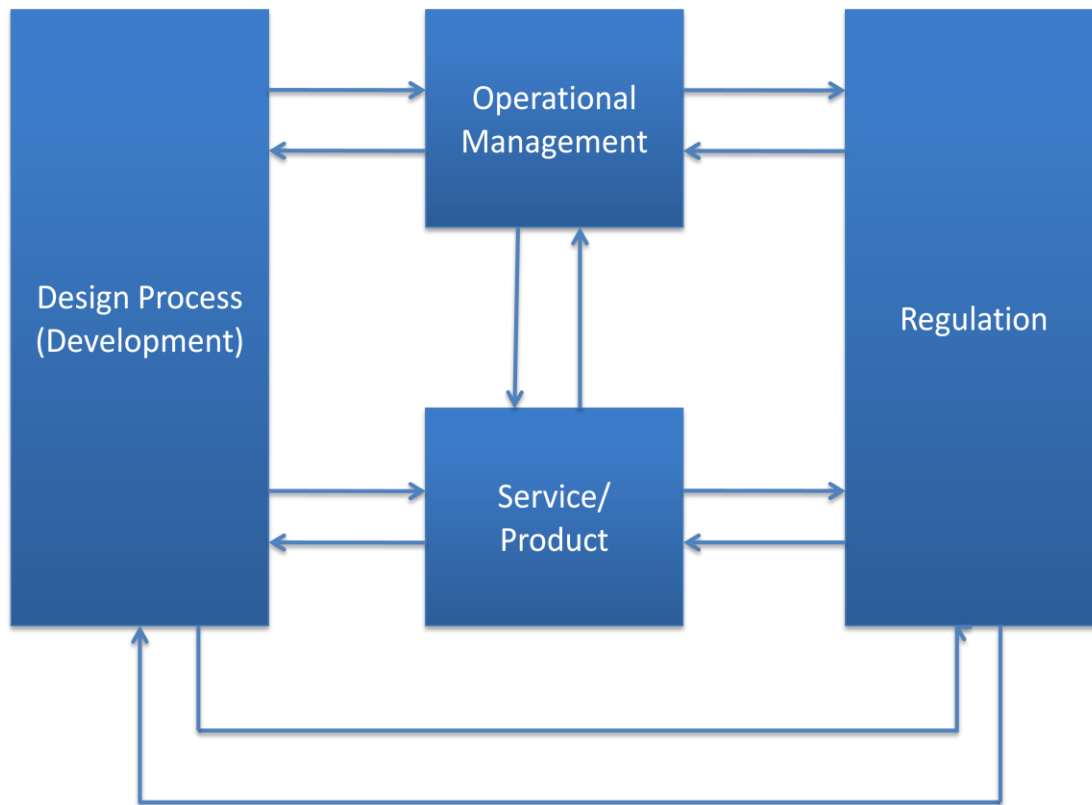 Operational
Management
Design Process
(Development)
Regulation
Service/
Product